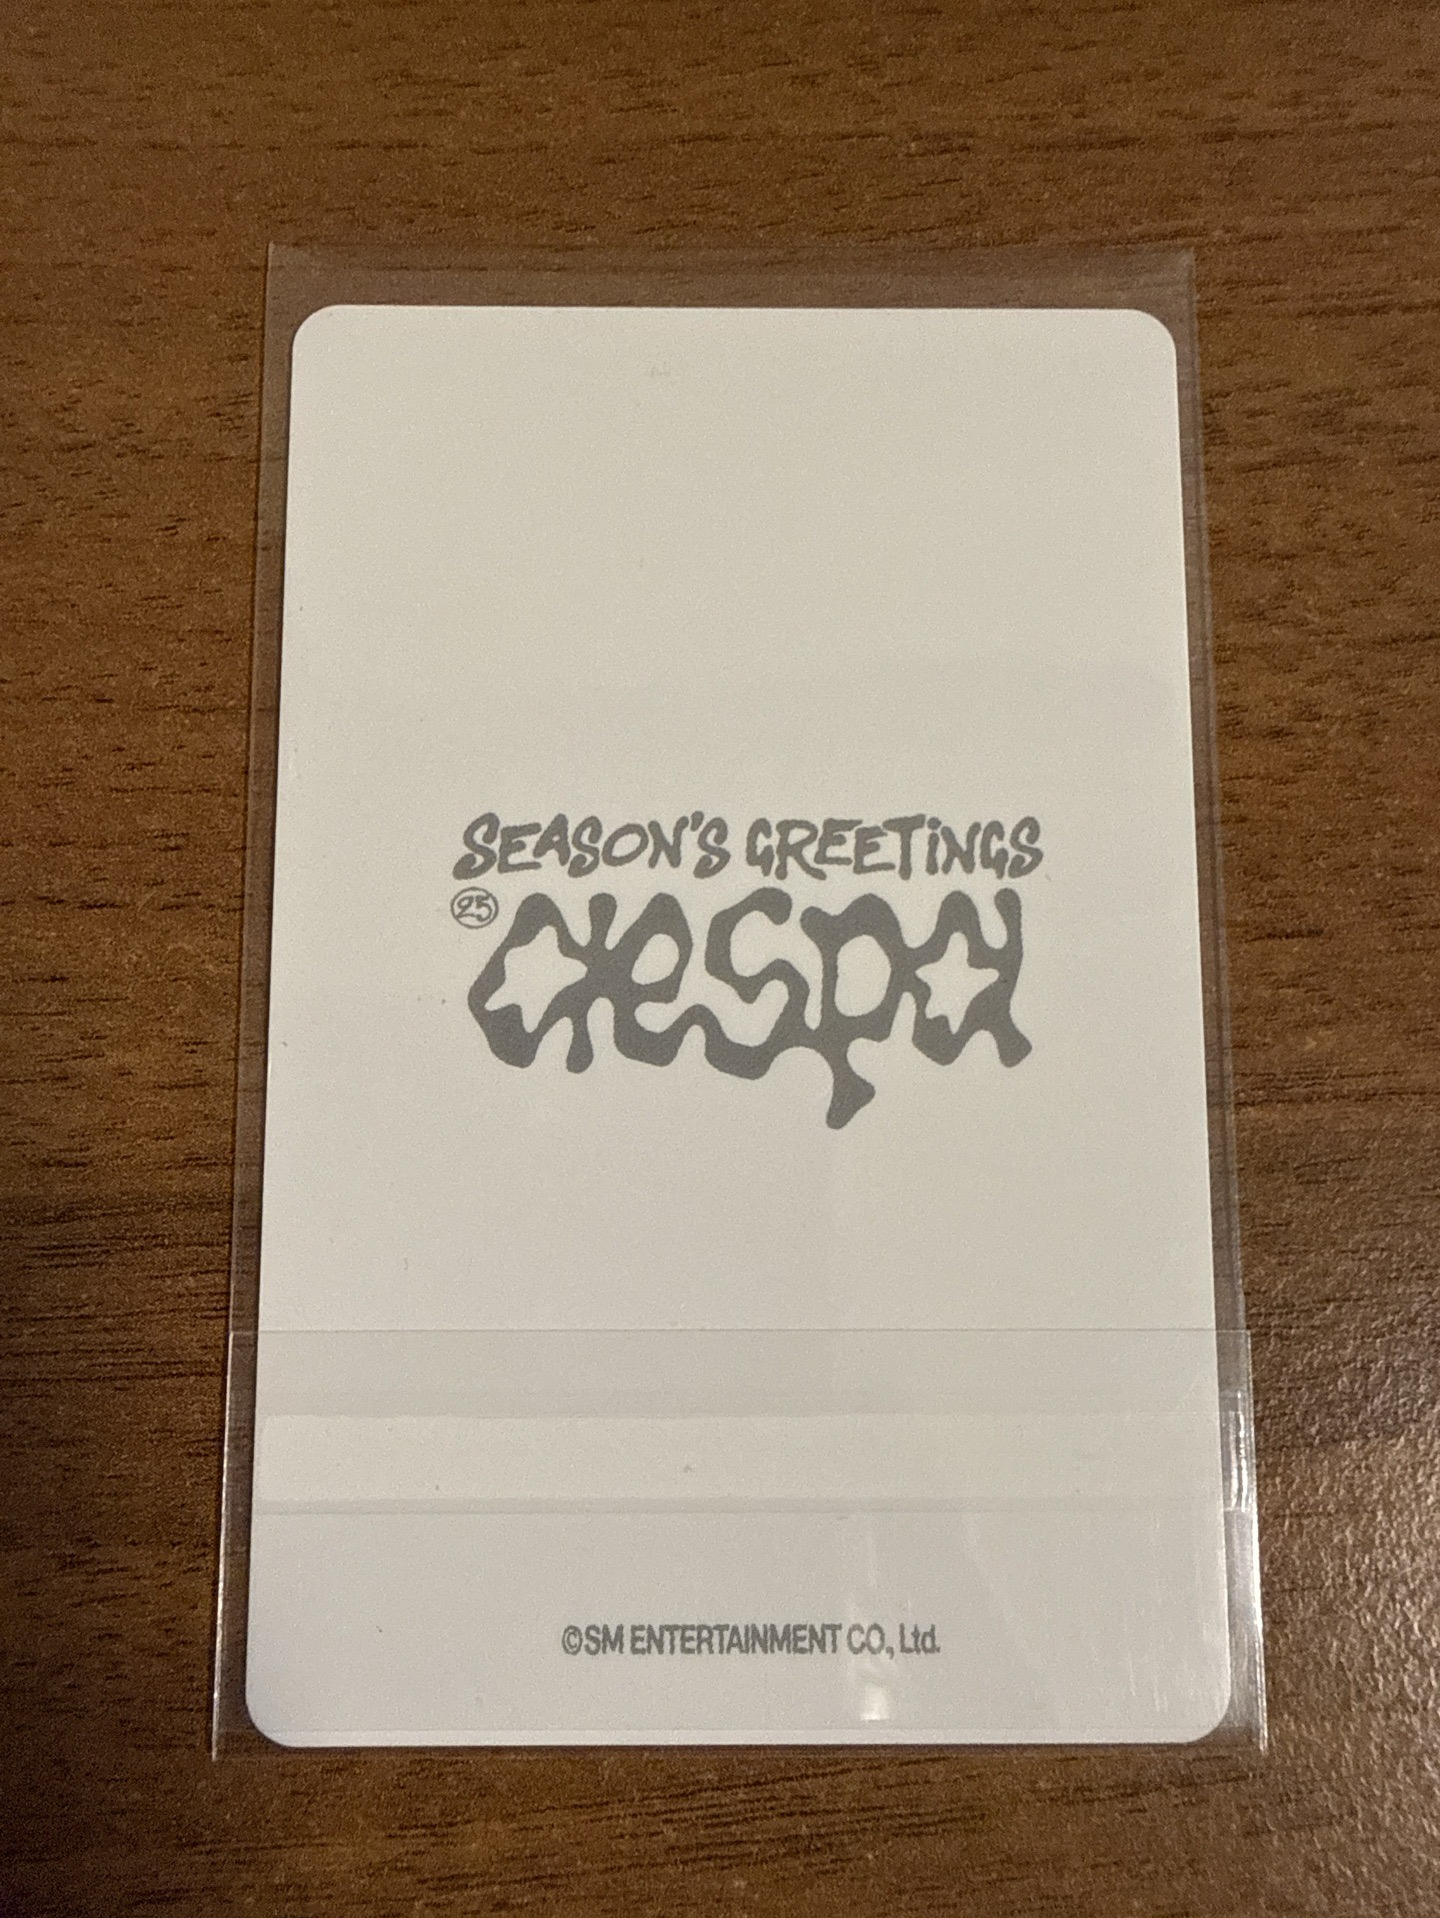 SEASON'S GREETiNGS
25 aespa
©SM ENTERTAINMENT CO., Ltd.